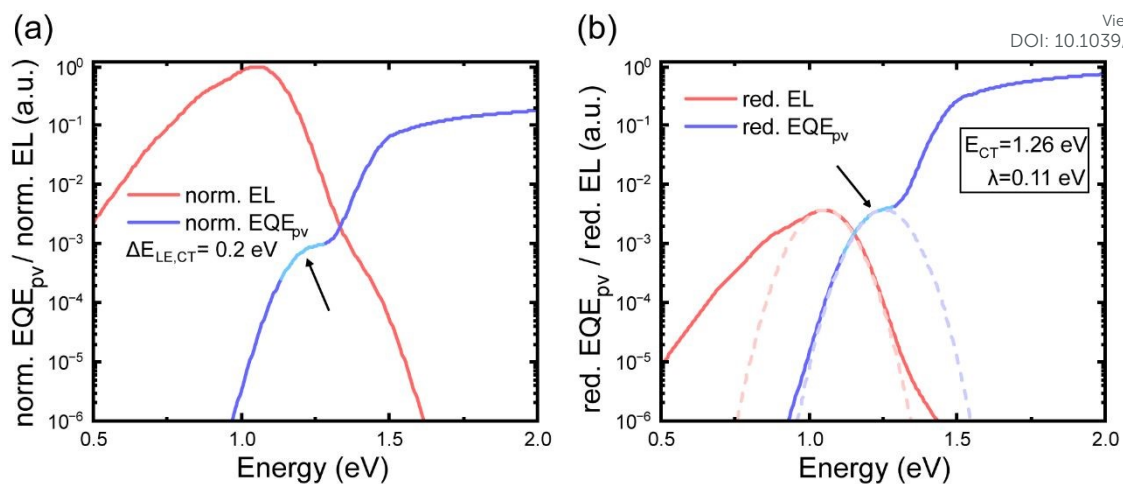 (a)
(b)
Vie
DOI: 10.1039/
norm. EQE_pv / norm. EL (a.u.)
10⁰
10⁻¹
10⁻²
10⁻³
10⁻⁴
10⁻⁵
10⁻⁶
norm. EL
norm. EQE_pv
ΔE_LE,CT= 0.2 eV
0.5 1.0 1.5 2.0
Energy (eV)
red. EQE_pv / red. EL (a.u.)
10⁰
10⁻¹
10⁻²
10⁻³
10⁻⁴
10⁻⁵
10⁻⁶
red. EL
red. EQE_pv
E_CT=1.26 eV
λ=0.11 eV
0.5 1.0 1.5 2.0
Energy (eV)